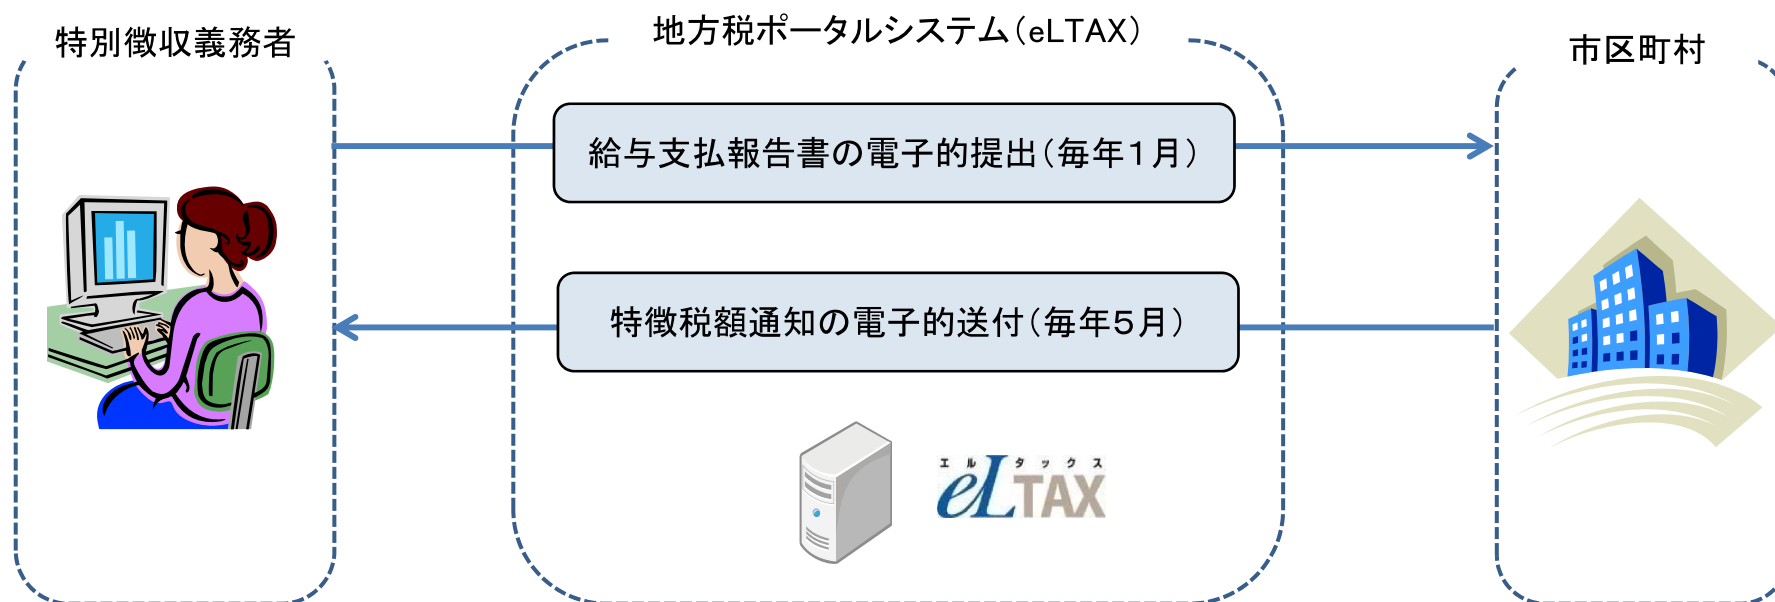 特別徴収義務者
地方税ポータルシステム（eLTAX）
市区町村
給与支払報告書の電子的提出（毎年１月）
特徴税額通知の電子的送付（毎年５月）
エルタックス
eLTAX